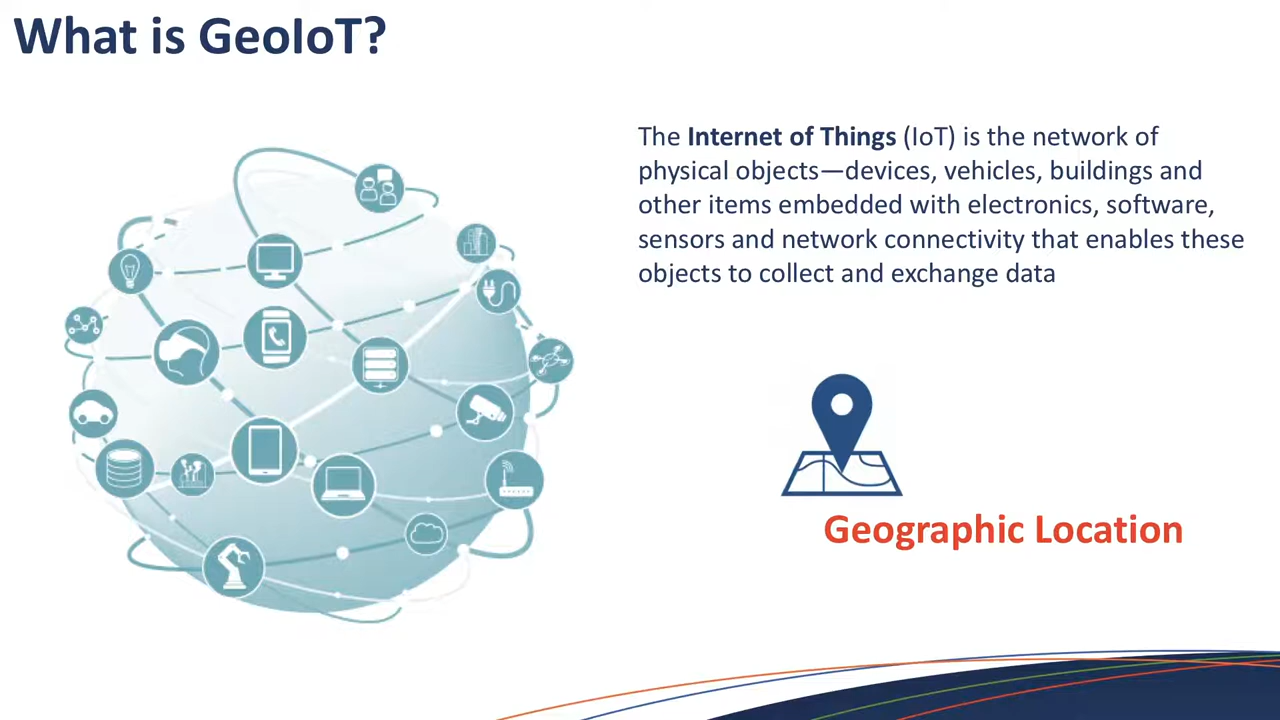 What is GeoIoT?
The Internet of Things (IoT) is the network of
physical objects—devices, vehicles, buildings and
other items embedded with electronics, software,
sensors and network connectivity that enables these
objects to collect and exchange data
Geographic Location